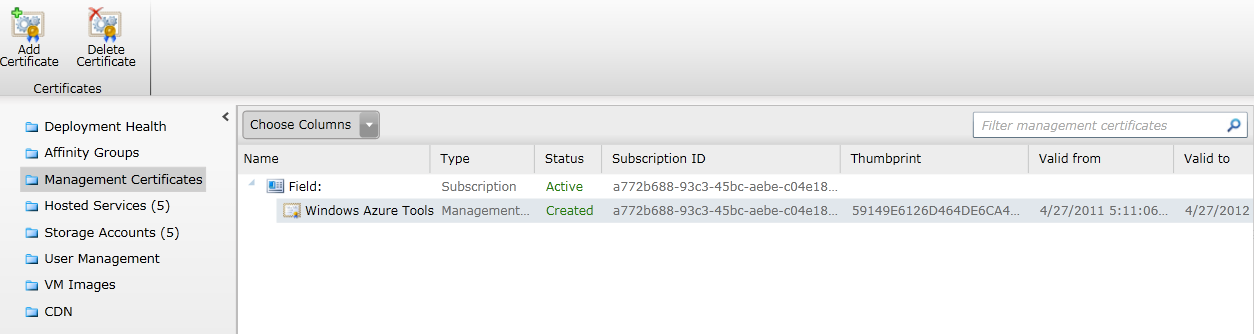 Add Certificate
Delete Certificate
Certificates
Deployment Health
Affinity Groups
Management Certificates
Hosted Services (5)
Storage Accounts (5)
User Management
VM Images
CDN
Choose Columns
Filter management certificates
Name Type Status Subscription ID Thumbprint Valid from Valid to
Field: Subscription Active a772b688-93c3-45bc-aebe-c04e18...
Windows Azure Tools Management... Created a772b688-93c3-45bc-aebe-c04e18... 59149E6126D464DE6CA4... 4/27/2011 5:11:06... 4/27/2012